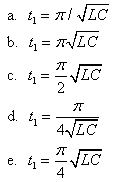 a. t₁ = π / √LC
b. t₁ = π√LC
c. t₁ = π/2 √LC
d. t₁ = π/(4√LC)
e. t₁ = π/4 √LC